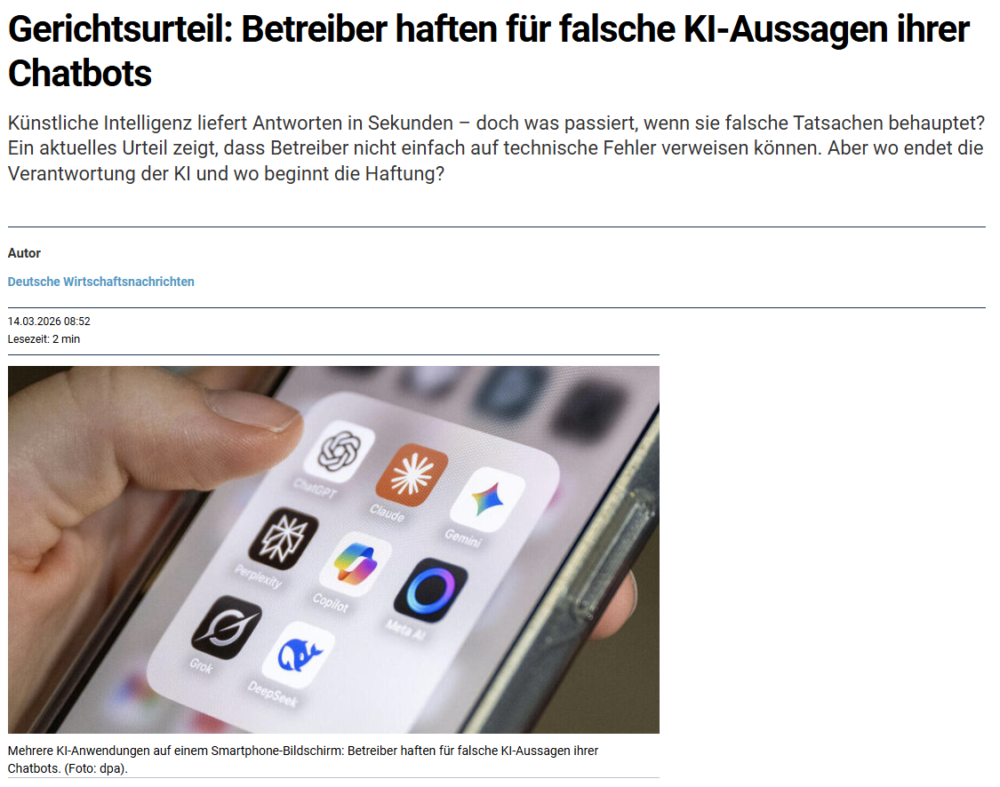 Gerichtsurteil: Betreiber haften für falsche KI-Aussagen ihrer
Chatbots
Künstliche Intelligenz liefert Antworten in Sekunden – doch was passiert, wenn sie falsche Tatsachen behauptet?
Ein aktuelles Urteil zeigt, dass Betreiber nicht einfach auf technische Fehler verweisen können. Aber wo endet die
Verantwortung der KI und wo beginnt die Haftung?
Autor
Deutsche Wirtschaftsnachrichten
14.03.2026 08:52
Lesezeit: 2 min
ChatGPT
Claude
Gemini
Perplexity
Copilot
Meta AI
Grok
DeepSeek
Mehrere KI-Anwendungen auf einem Smartphone-Bildschirm: Betreiber haften für falsche KI-Aussagen ihrer
Chatbots. (Foto: dpa).